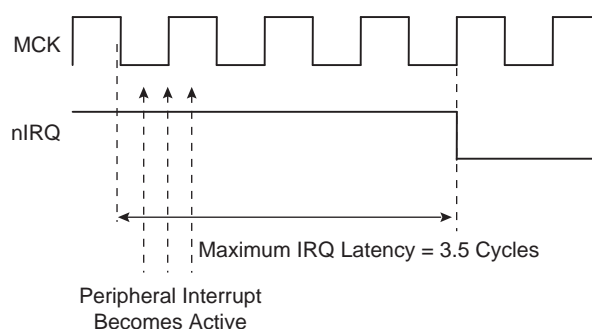 MCK
nIRQ
Maximum IRQ Latency = 3.5 Cycles
Peripheral Interrupt
Becomes Active